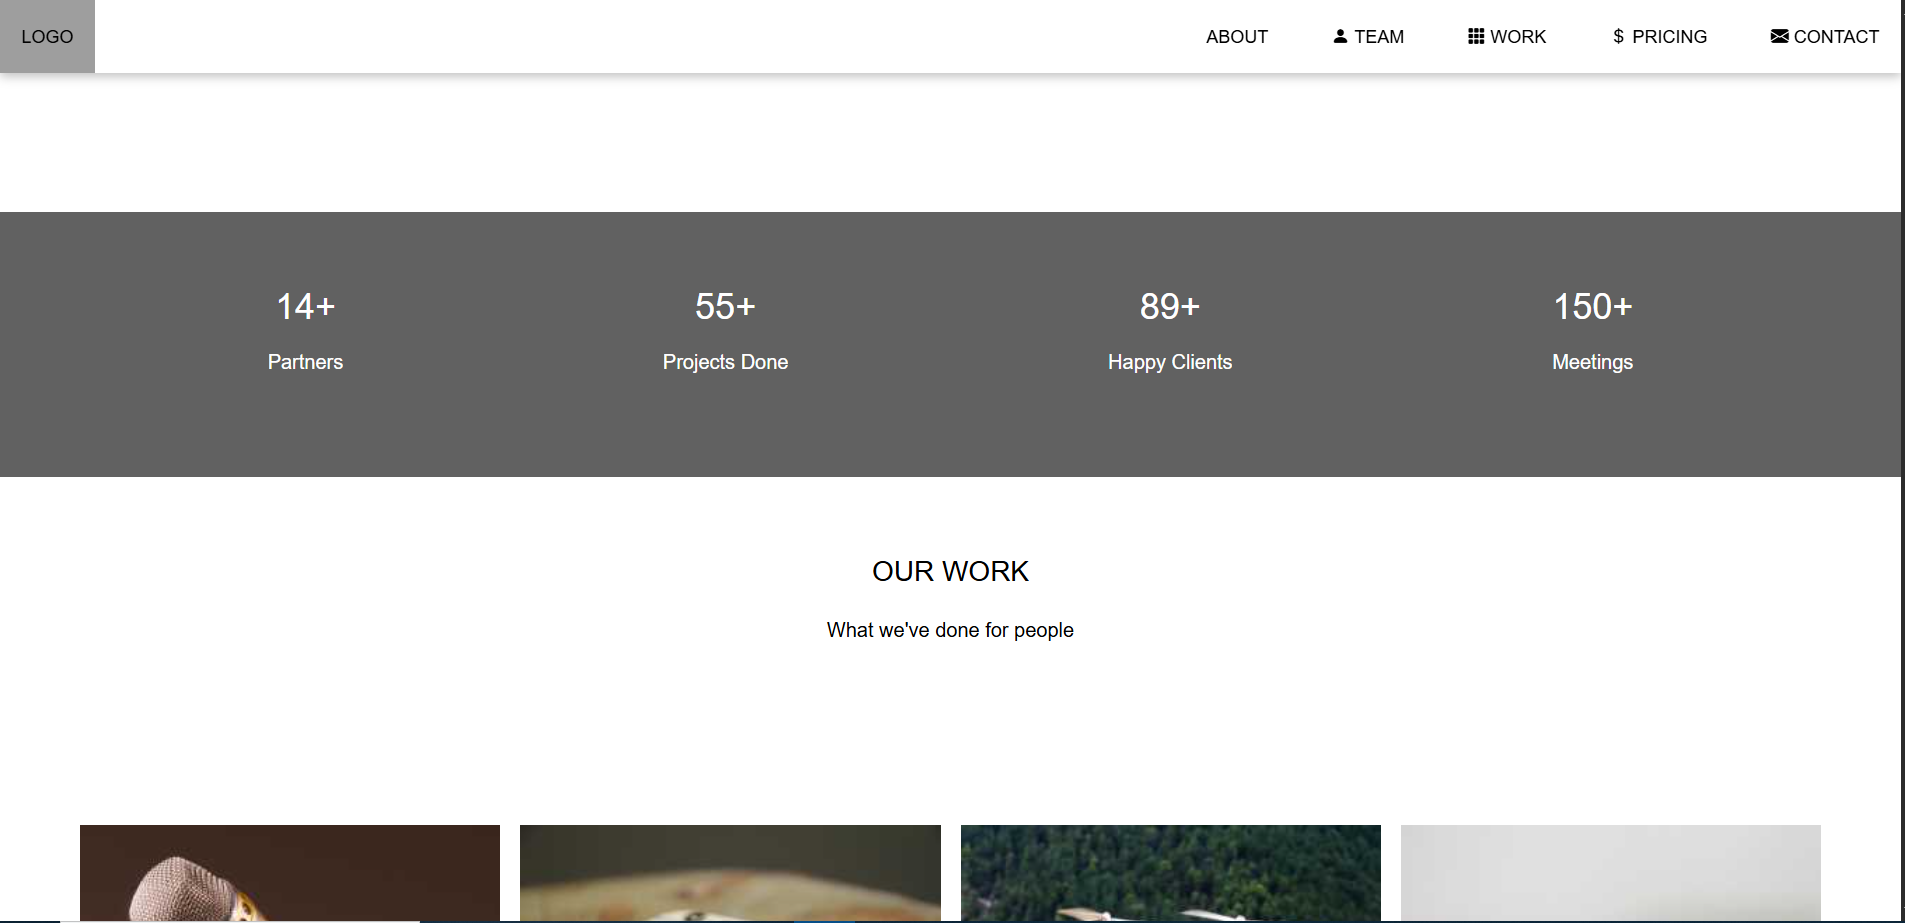 LOGO ABOUT TEAM WORK $ PRICING CONTACT
14+ 55+ 89+ 150+
Partners Projects Done Happy Clients Meetings
OUR WORK
What we've done for people